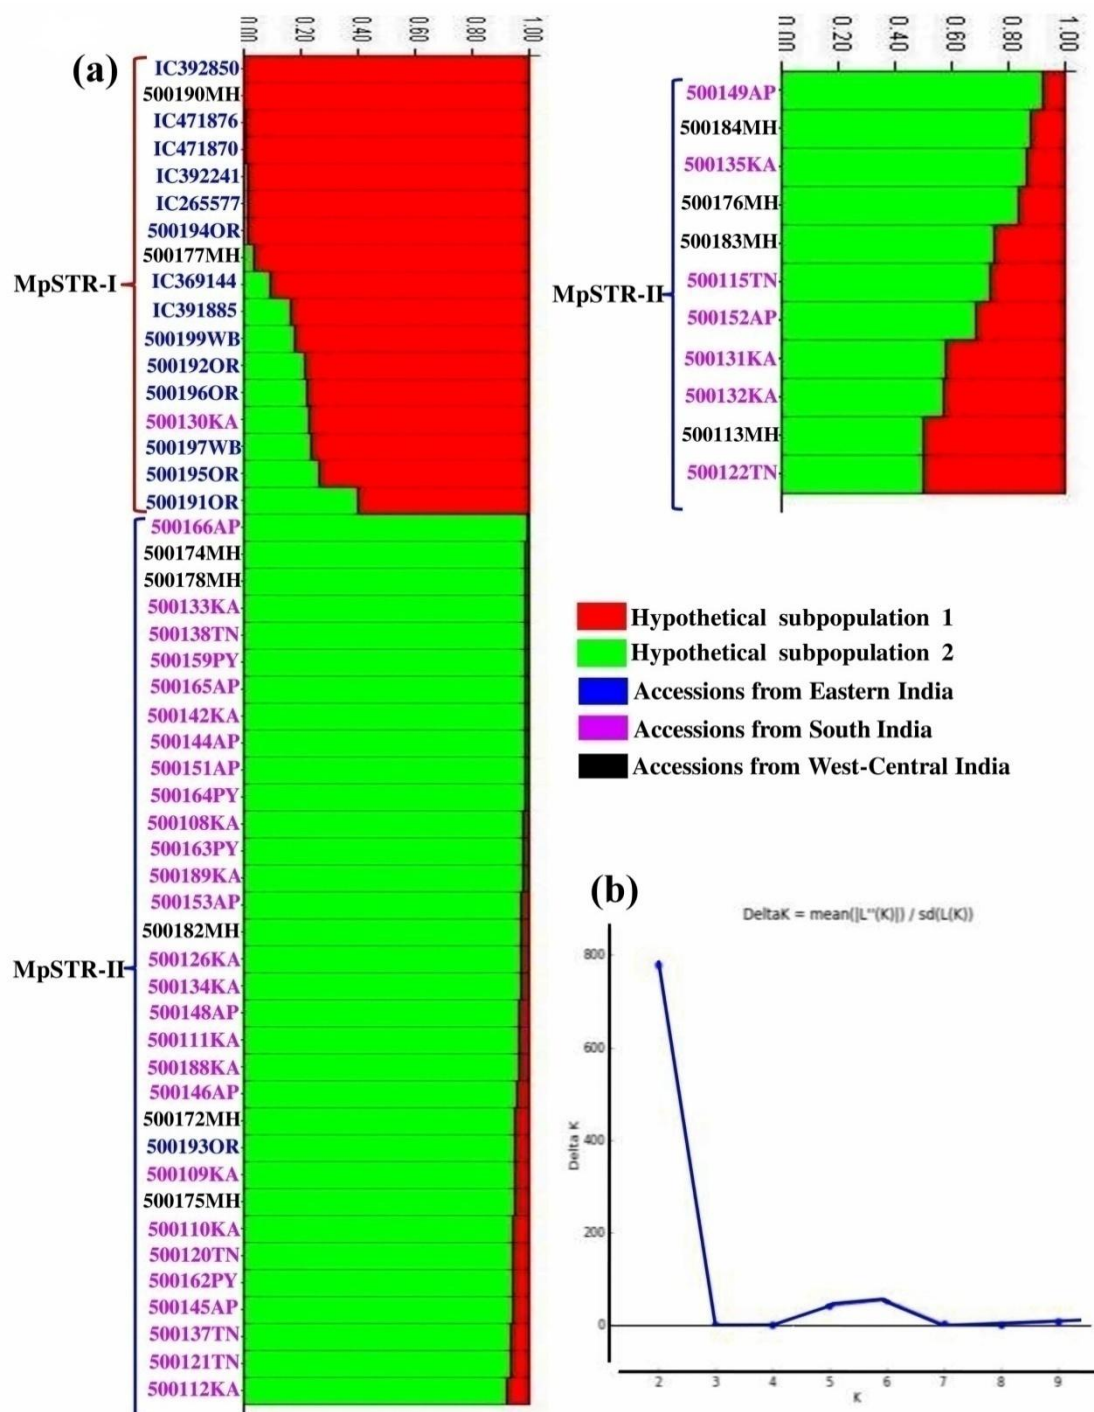 (a)
0.00 0.20 0.40 0.60 0.80 1.00
MpSTR-I
IC392850
500190MH
IC471876
IC471870
IC392241
IC265577
500194OR
500177MH
IC369144
IC391885
500199WB
500192OR
500196OR
500130KA
500197WB
500195OR
500191OR
MpSTR-II
500166AP
500174MH
500178MH
500133KA
500138TN
500159PY
500165AP
500142KA
500144AP
500151AP
500164PY
500108KA
500163PY
500189KA
500153AP
500182MH
500126KA
500134KA
500148AP
500111KA
500188KA
500146AP
500172MH
500193OR
500109KA
500175MH
500110KA
500120TN
500162PY
500145AP
500137TN
500121TN
500112KA
0.00 0.20 0.40 0.60 0.80 1.00
MpSTR-II
500149AP
500184MH
500135KA
500176MH
500183MH
500115TN
500152AP
500131KA
500132KA
500113MH
500122TN
Hypothetical subpopulation 1
Hypothetical subpopulation 2
Accessions from Eastern India
Accessions from South India
Accessions from West-Central India
(b)
DeltaK = mean(|L''(K)|) / sd(L(K))
Delta K
800
600
400
200
0
2 3 4 5 6 7 8 9
K